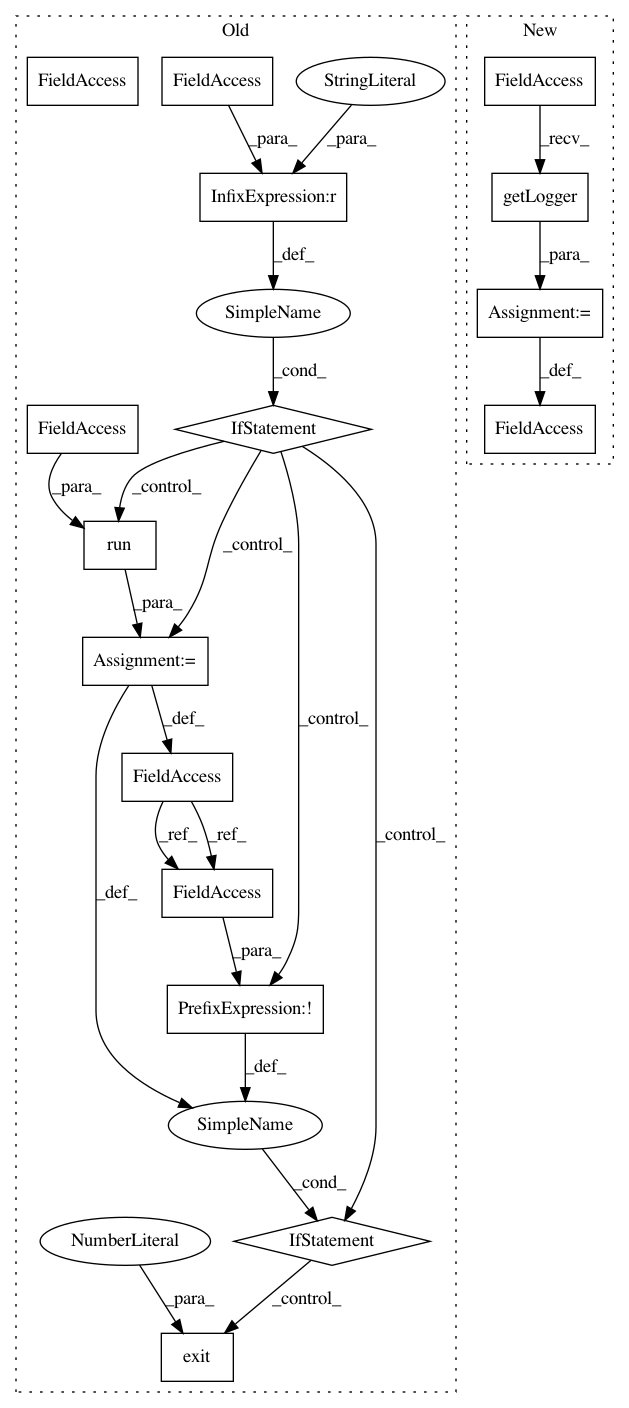 Old
New
FieldAccess
FieldAccess
StringLiteral
FieldAccess
_para_
_para_
_recv_
InfixExpression:r
getLogger
_def_
_para_
SimpleName
Assignment:=
_cond_
_def_
FieldAccess
IfStatement
FieldAccess
_para_
_control_
run
_control_
_para_
Assignment:=
_def_
_control_
FieldAccess
_control_
_ref_
_ref_
_def_
FieldAccess
_para_
PrefixExpression:!
_def_
SimpleName
_cond_
NumberLiteral
IfStatement
_para_
_control_
exit